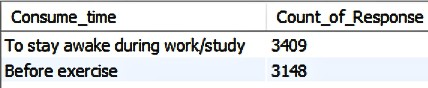 Consume_time Count_of_Response
To stay awake during work/study 3409
Before exercise 3148